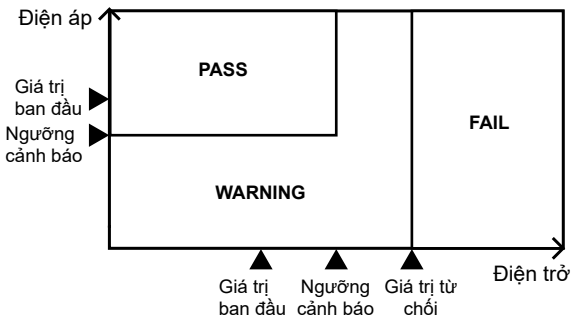 Điện áp
PASS
Giá trị
ban đầu
FAIL
Ngưỡng
cảnh báo
WARNING
Điện trở
Giá trị
ban đầu
Ngưỡng
cảnh báo
Giá trị từ
chối